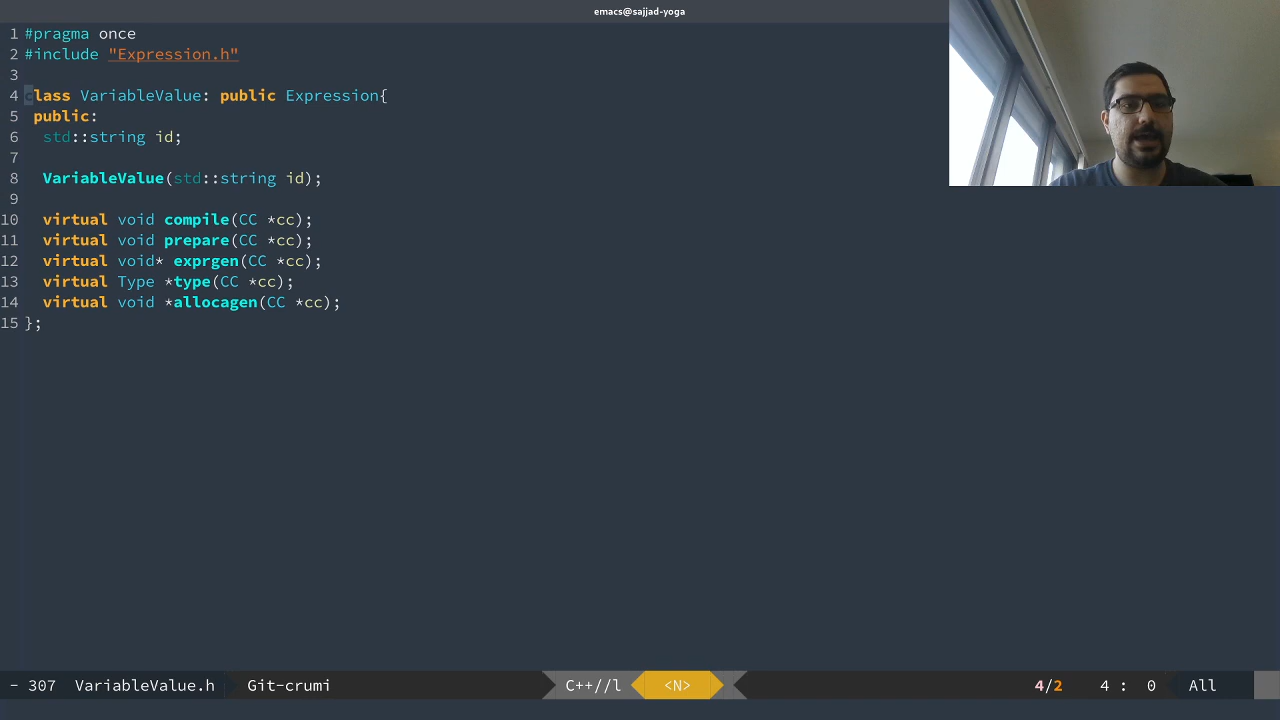 emacs@sajjad-yoga
1 #pragma once
2 #include "Expression.h"
3
4 class VariableValue: public Expression{
5  public:
6   std::string id;
7
8   VariableValue(std::string id);
9
10   virtual void compile(CC *cc);
11   virtual void prepare(CC *cc);
12   virtual void* exprgen(CC *cc);
13   virtual Type *type(CC *cc);
14   virtual void *allocagen(CC *cc);
15 };
- 307 VariableValue.h Git-crumi C++//l <N> 4/2 4 : 0 All